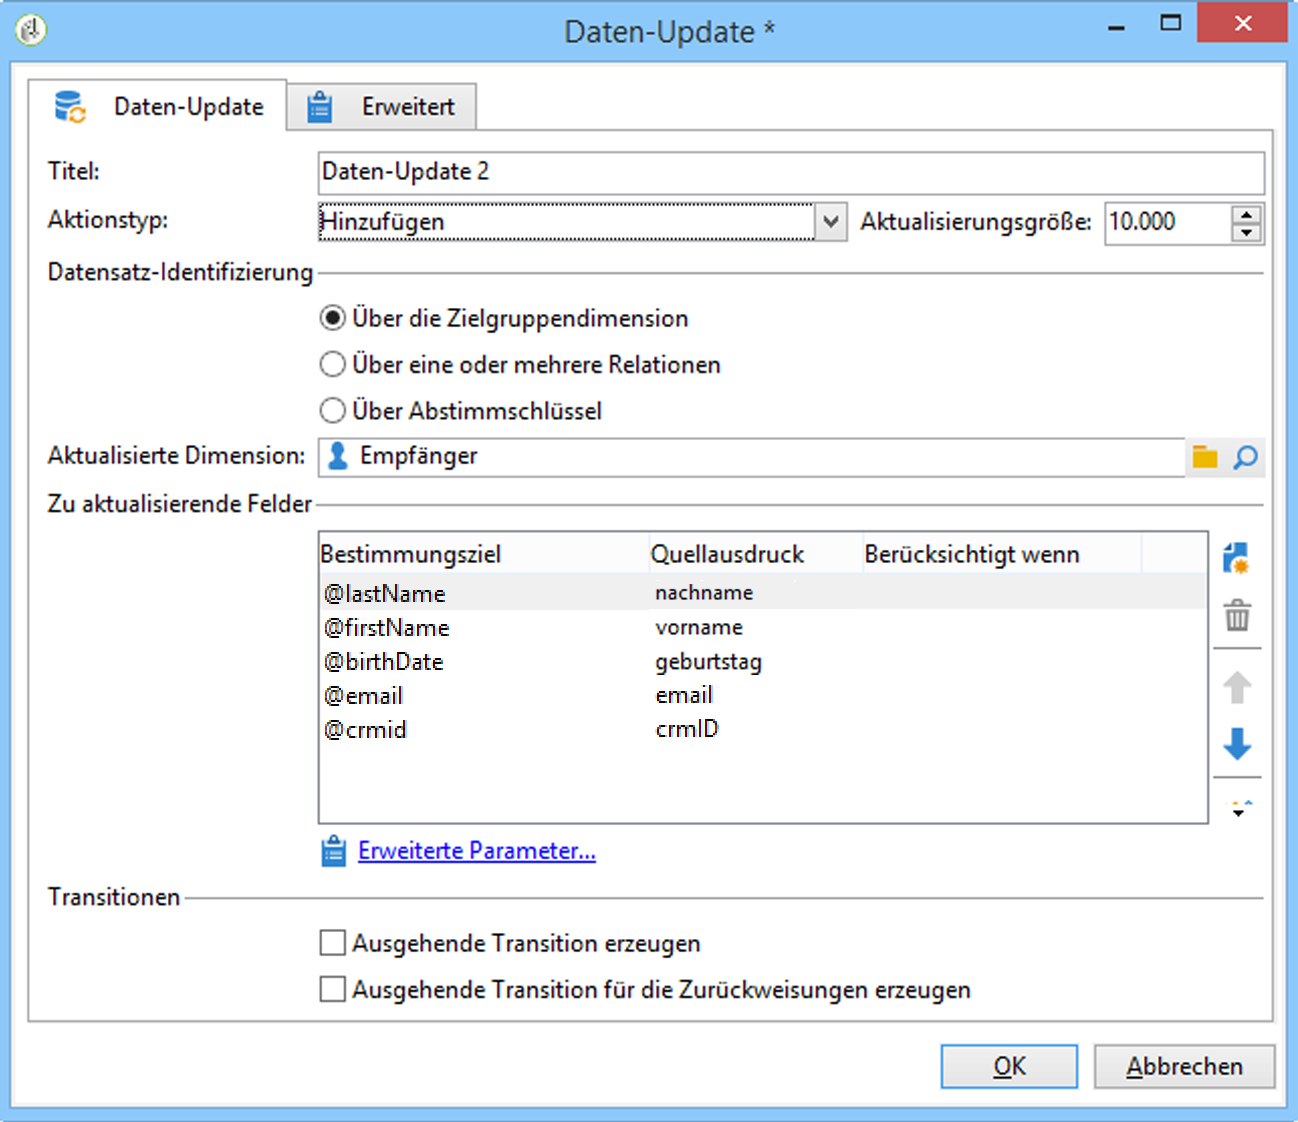 Daten-Update *
Daten-Update Erweitert
Titel: Daten-Update 2
Aktionstyp: Hinzufügen Aktualisierungsgröße: 10.000
Datensatz-Identifizierung
Über die Zielgruppendimension
Über eine oder mehrere Relationen
Über Abstimmschlüssel
Aktualisierte Dimension: Empfänger
Zu aktualisierende Felder
Bestimmungsziel Quellausdruck Berücksichtigt wenn
@lastName nachname
@firstName vorname
@birthDate geburtstag
@email email
@crmid crmID
Erweiterte Parameter...
Transitionen
Ausgehende Transition erzeugen
Ausgehende Transition für die Zurückweisungen erzeugen
OK Abbrechen